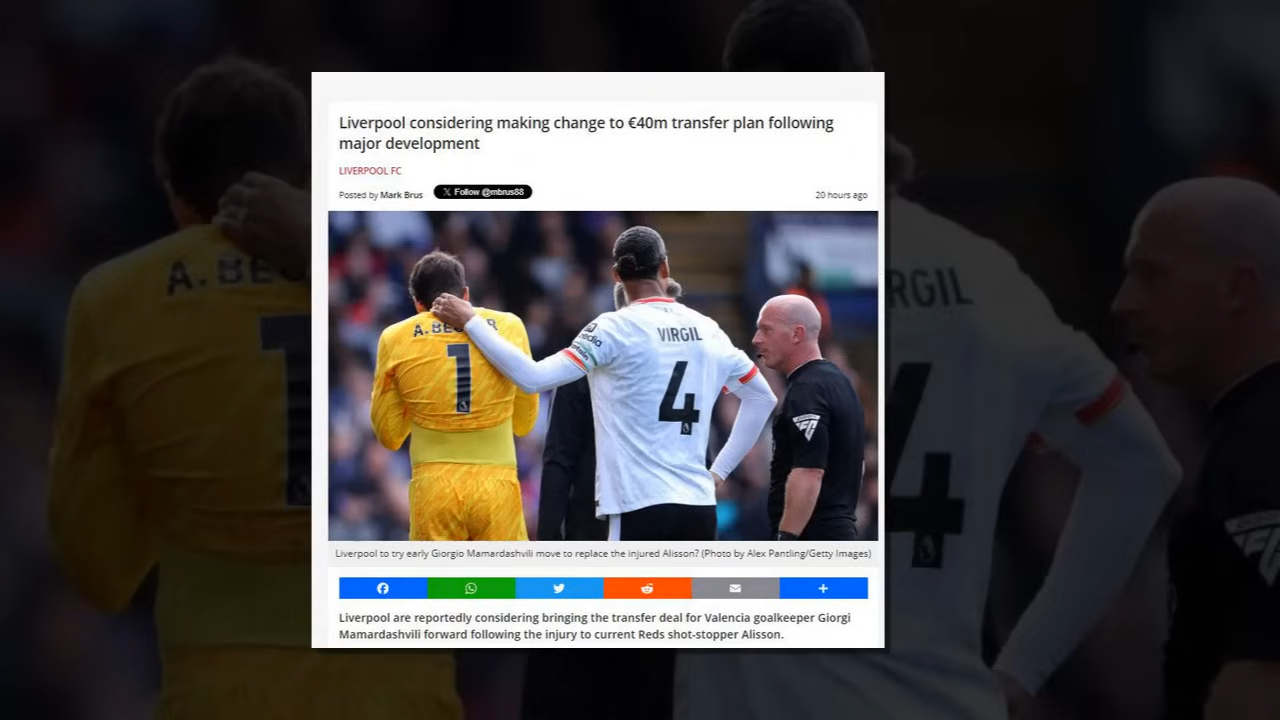 Liverpool considering making change to €40m transfer plan following
major development
LIVERPOOL FC
Posted by Mark Brus
𝕏 Follow @mbrus88
20 hours ago
A. BECKER
1
VIRGIL
4
Liverpool to try early Giorgio Mamardashvili move to replace the injured Alisson? (Photo by Alex Pantling/Getty Images)
Liverpool are reportedly considering bringing the transfer deal for Valencia goalkeeper Giorgi
Mamardashvili forward following the injury to current Reds shot-stopper Alisson.